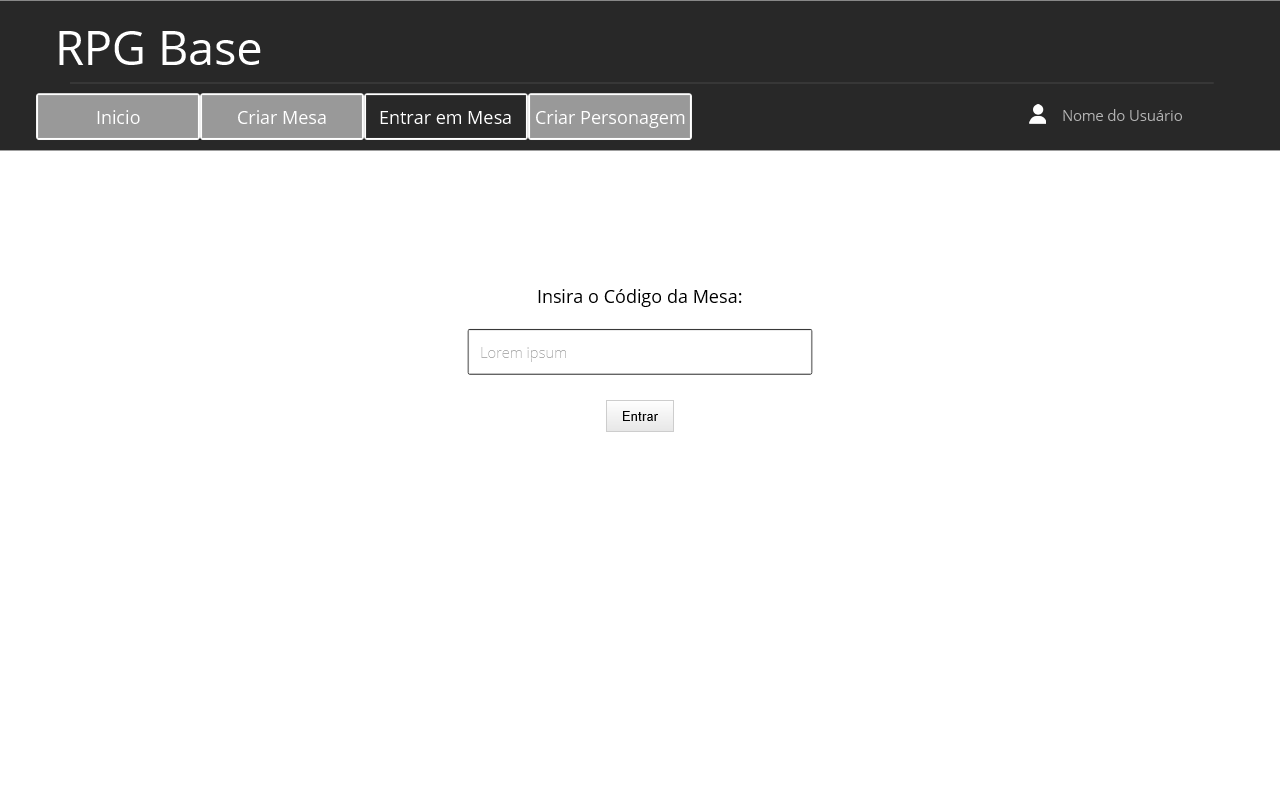 RPG Base
Inicio
Criar Mesa
Entrar em Mesa
Criar Personagem
Nome do Usuário
Insira o Código da Mesa:
Lorem ipsum
Entrar